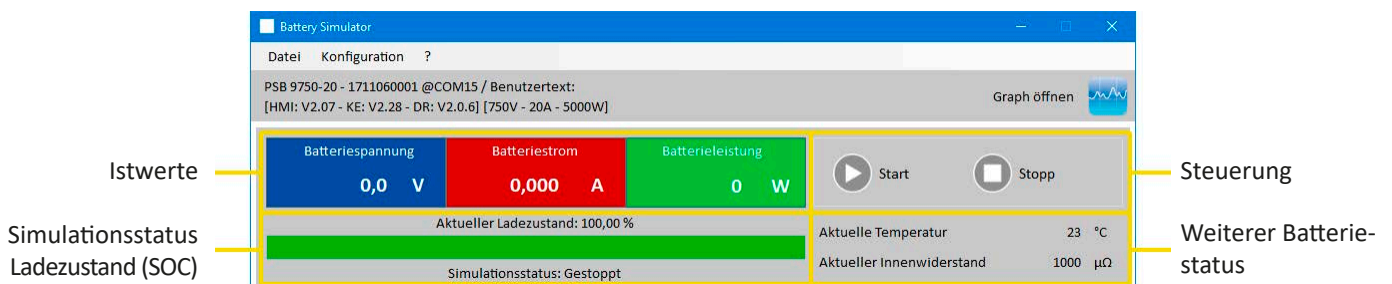 Battery Simulator
Datei Konfiguration ?
PSB 9750-20 - 1711060001 @COM15 / Benutzertext:
[HMI: V2.07 - KE: V2.28 - DR: V2.0.6] [750V - 20A - 5000W]
Graph öffnen
Istwerte
Batteriespannung
0,0 V
Batteriestrom
0,000 A
Batterieleistung
0 W
Start
Stopp
Steuerung
Simulationsstatus
Ladezustand (SOC)
Aktueller Ladezustand: 100,00 %
Simulationsstatus: Gestoppt
Aktuelle Temperatur 23 °C
Aktueller Innenwiderstand 1000 µΩ
Weiterer Batterie-
status